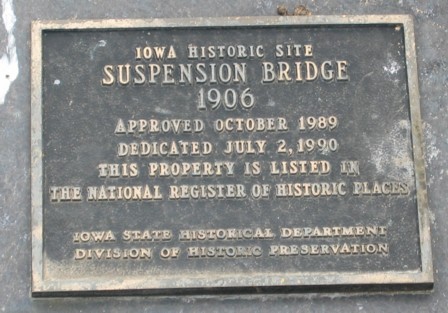 IOWA HISTORIC SITE
SUSPENSION BRIDGE
1906
APPROVED OCTOBER 1989
DEDICATED JULY 2, 1990
THIS PROPERTY IS LISTED IN
THE NATIONAL REGISTER OF HISTORIC PLACES
IOWA STATE HISTORICAL DEPARTMENT
DIVISION OF HISTORIC PRESERVATION